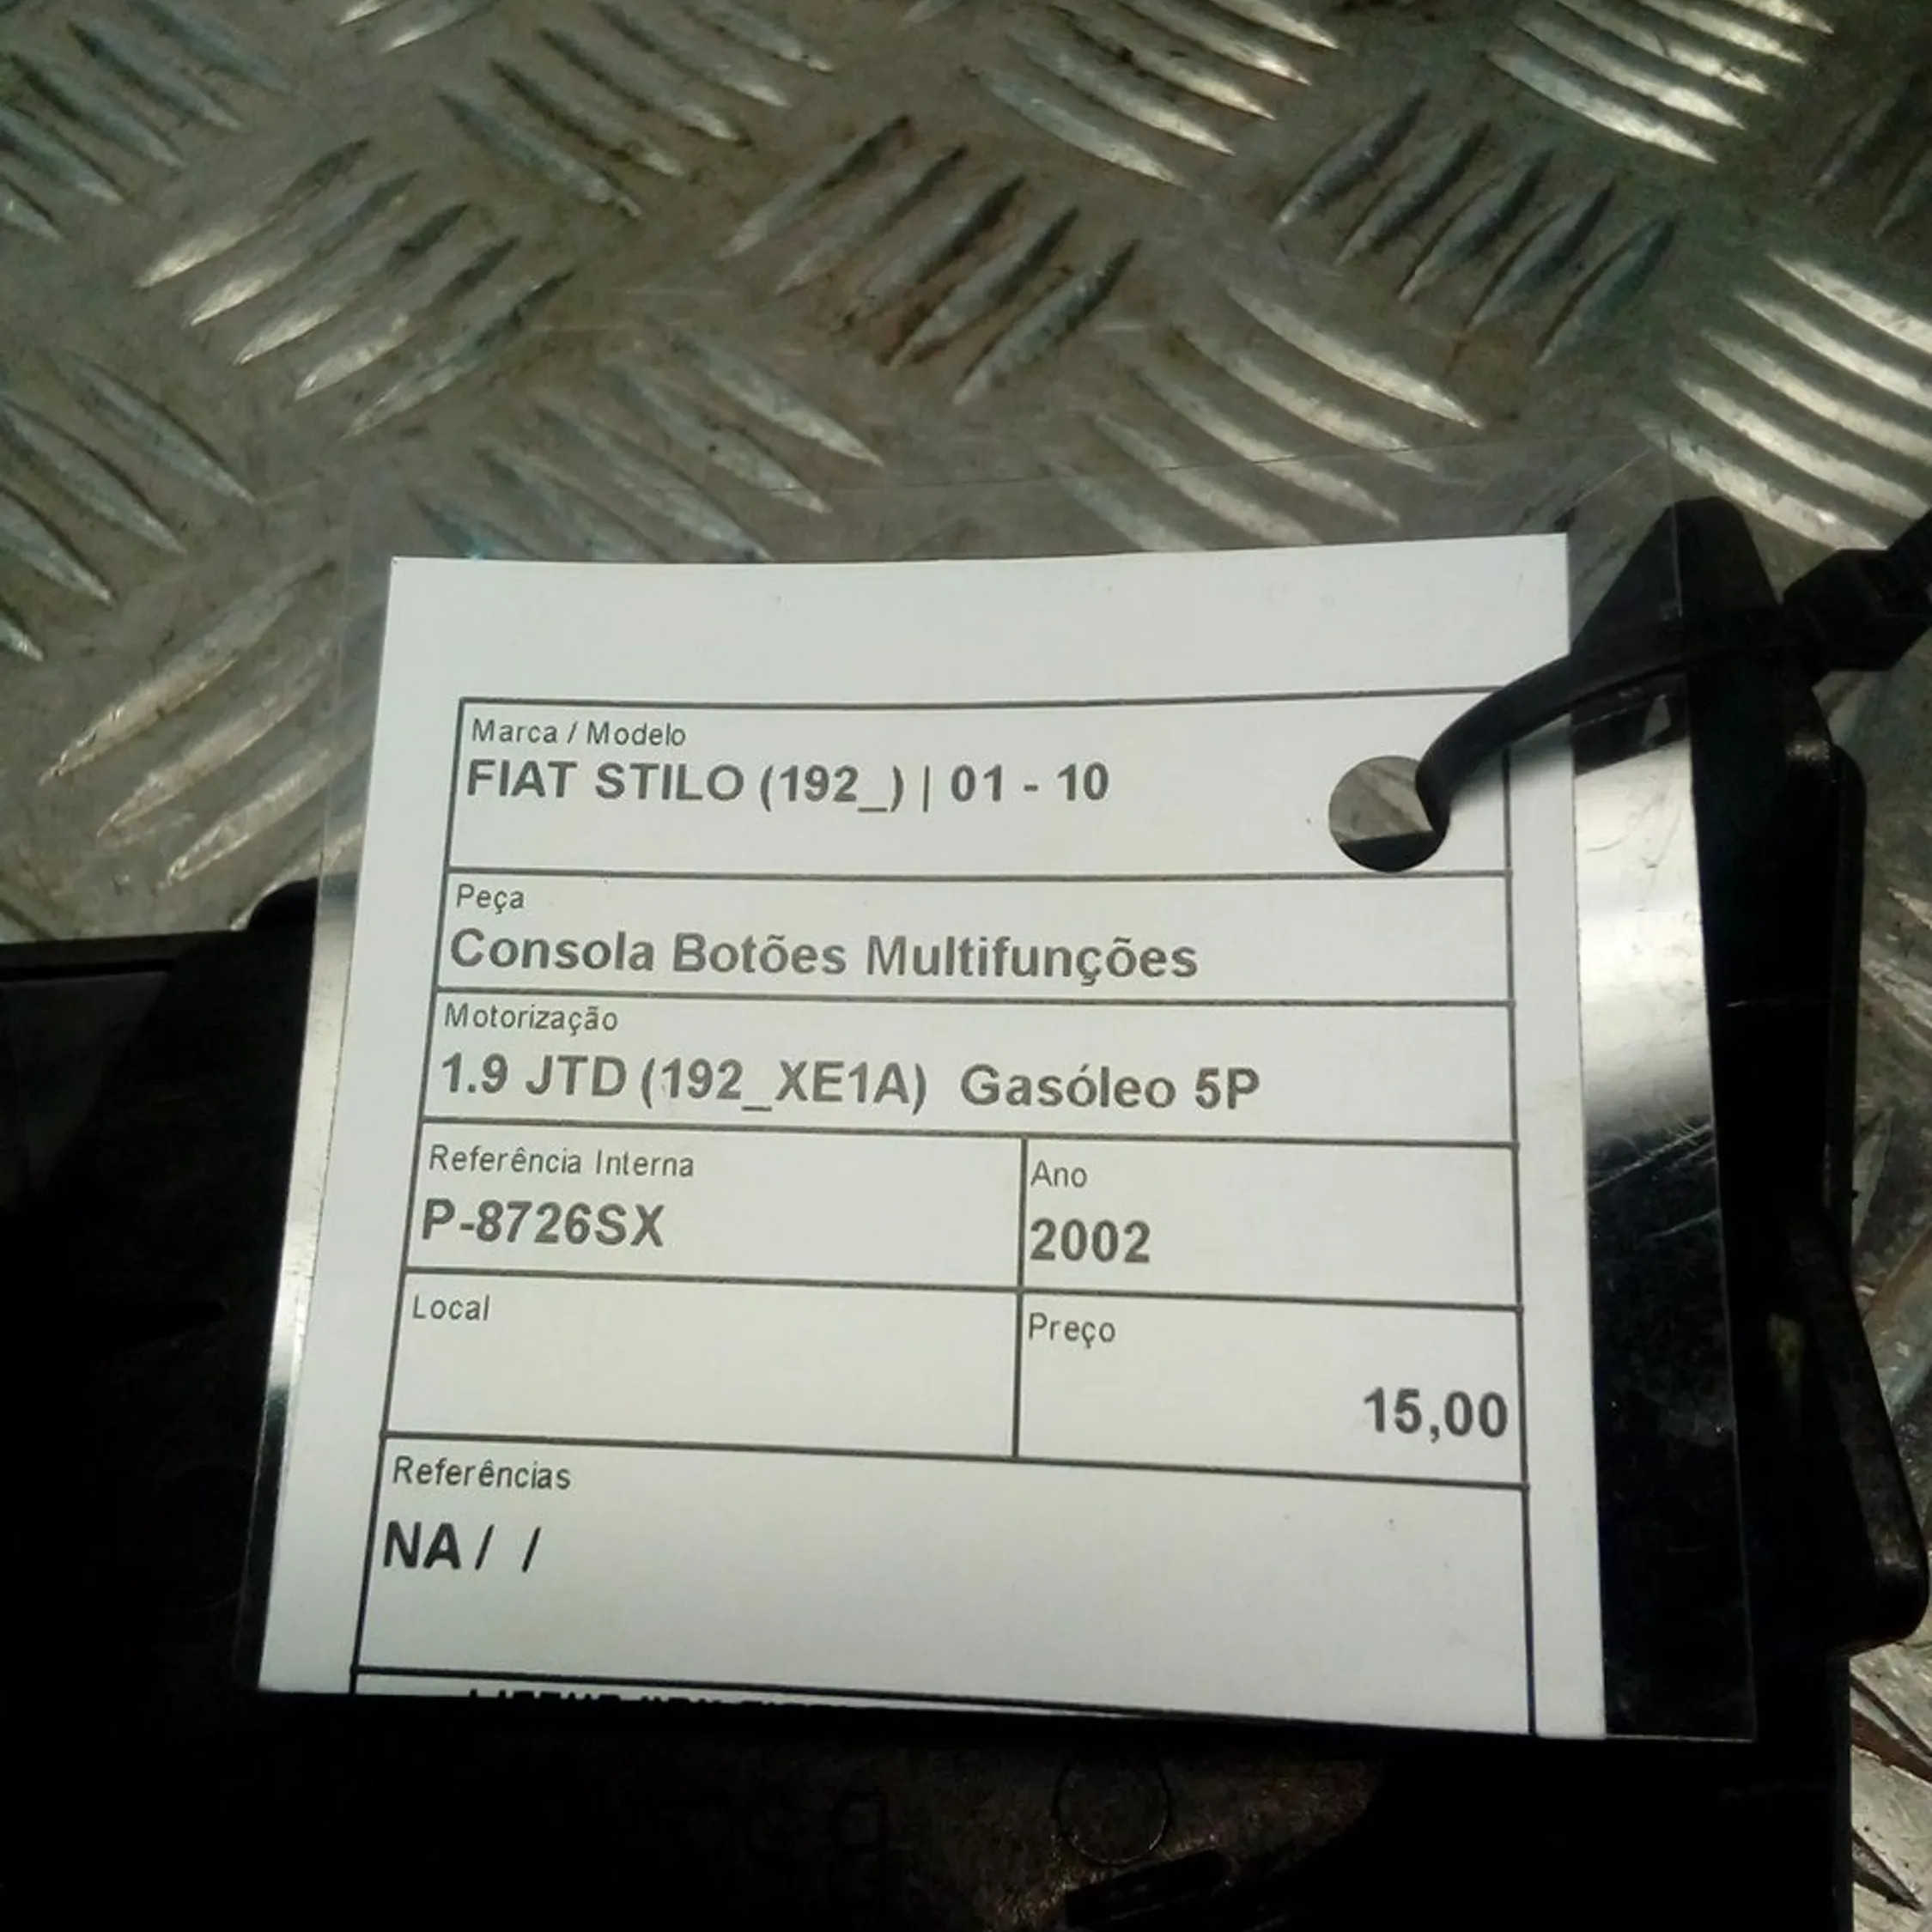 Marca / Modelo
FIAT STILO (192_) | 01 - 10
Peça
Consola Botões Multifunções
Motorização
1.9 JTD (192_XE1A) Gasóleo 5P
Referência Interna
P-8726SX
Ano
2002
Local
Preço
15,00
Referências
NA / /